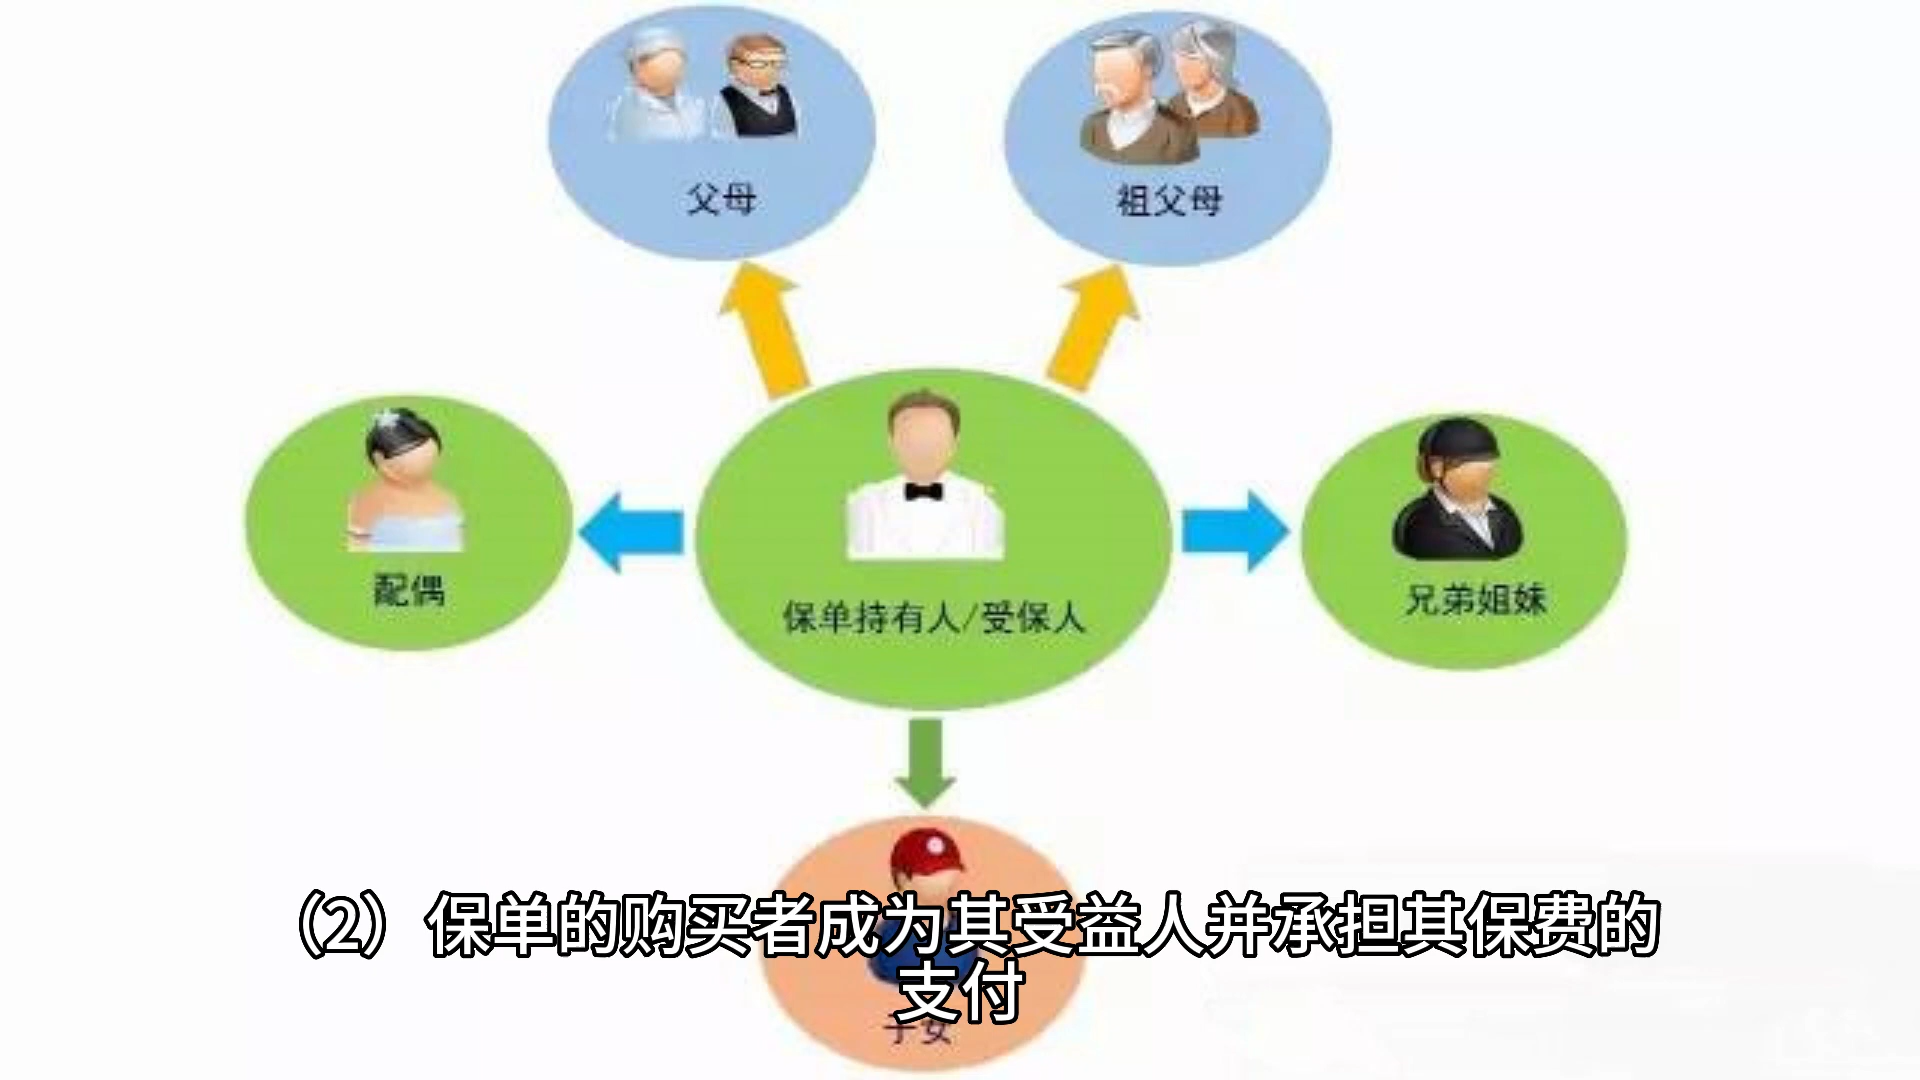 父母
祖父母
配偶
保单持有人/受保人
兄弟姐妹
（2）保单的购买者成为其受益人并承担其保费的
支付
子女